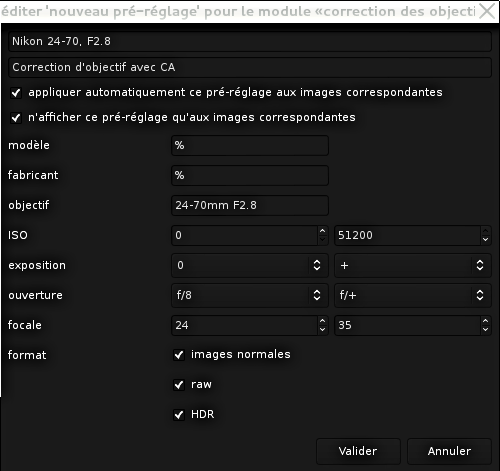 éditer 'nouveau pré-réglage' pour le module «correction des objecti
Nikon 24-70, F2.8
Correction d'objectif avec CA
appliquer automatiquement ce pré-réglage aux images correspondantes
n'afficher ce pré-réglage qu'aux images correspondantes
modèle %
fabricant %
objectif 24-70mm F2.8
ISO 0 51200
exposition 0 +
ouverture f/8 f/+
focale 24 35
format images normales
raw
HDR
Valider Annuler